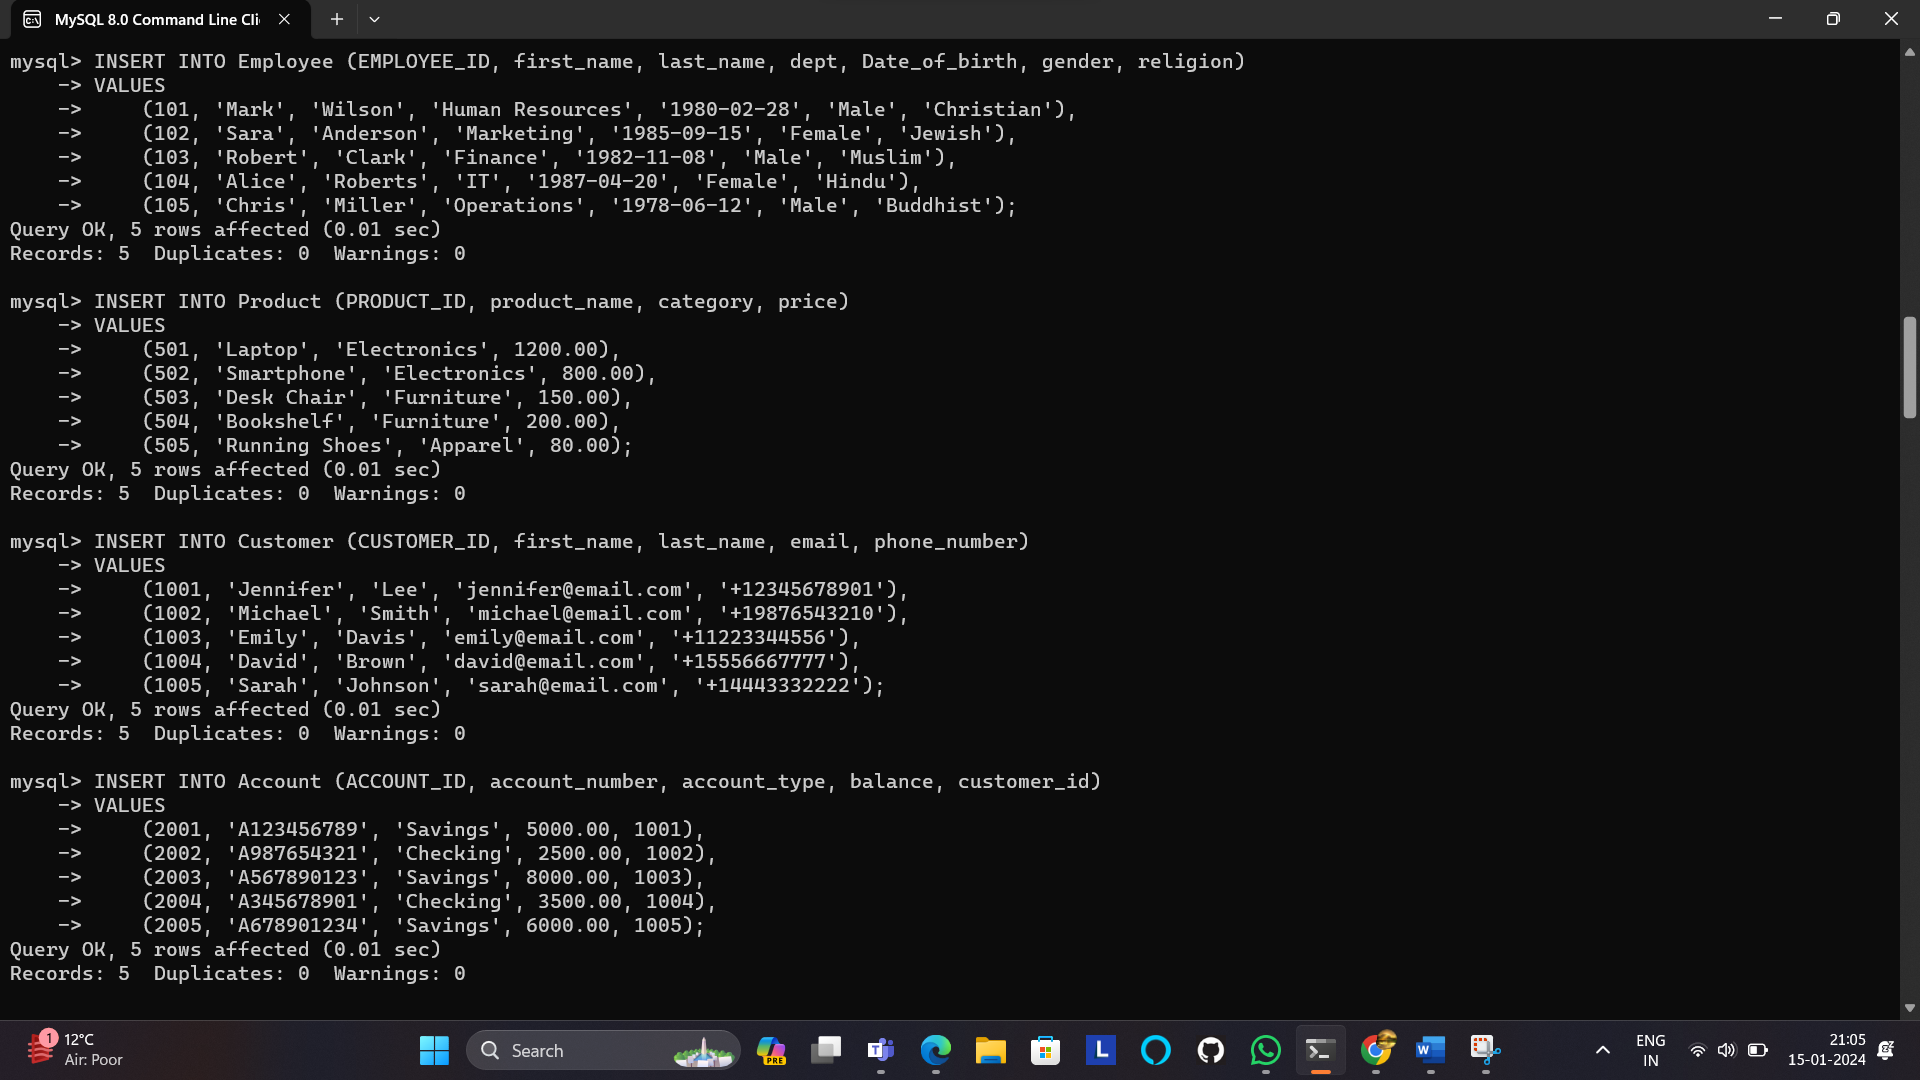 MySQL 8.0 Command Line Cli
mysql> INSERT INTO Employee (EMPLOYEE_ID, first_name, last_name, dept, Date_of_birth, gender, religion)
    -> VALUES
    ->     (101, 'Mark', 'Wilson', 'Human Resources', '1980-02-28', 'Male', 'Christian'),
    ->     (102, 'Sara', 'Anderson', 'Marketing', '1985-09-15', 'Female', 'Jewish'),
    ->     (103, 'Robert', 'Clark', 'Finance', '1982-11-08', 'Male', 'Muslim'),
    ->     (104, 'Alice', 'Roberts', 'IT', '1987-04-20', 'Female', 'Hindu'),
    ->     (105, 'Chris', 'Miller', 'Operations', '1978-06-12', 'Male', 'Buddhist');
Query OK, 5 rows affected (0.01 sec)
Records: 5  Duplicates: 0  Warnings: 0
mysql> INSERT INTO Product (PRODUCT_ID, product_name, category, price)
    -> VALUES
    ->     (501, 'Laptop', 'Electronics', 1200.00),
    ->     (502, 'Smartphone', 'Electronics', 800.00),
    ->     (503, 'Desk Chair', 'Furniture', 150.00),
    ->     (504, 'Bookshelf', 'Furniture', 200.00),
    ->     (505, 'Running Shoes', 'Apparel', 80.00);
Query OK, 5 rows affected (0.01 sec)
Records: 5  Duplicates: 0  Warnings: 0
mysql> INSERT INTO Customer (CUSTOMER_ID, first_name, last_name, email, phone_number)
    -> VALUES
    ->     (1001, 'Jennifer', 'Lee', 'jennifer@email.com', '+12345678901'),
    ->     (1002, 'Michael', 'Smith', 'michael@email.com', '+19876543210'),
    ->     (1003, 'Emily', 'Davis', 'emily@email.com', '+11223344556'),
    ->     (1004, 'David', 'Brown', 'david@email.com', '+15556667777'),
    ->     (1005, 'Sarah', 'Johnson', 'sarah@email.com', '+14443332222');
Query OK, 5 rows affected (0.01 sec)
Records: 5  Duplicates: 0  Warnings: 0
mysql> INSERT INTO Account (ACCOUNT_ID, account_number, account_type, balance, customer_id)
    -> VALUES
    ->     (2001, 'A123456789', 'Savings', 5000.00, 1001),
    ->     (2002, 'A987654321', 'Checking', 2500.00, 1002),
    ->     (2003, 'A567890123', 'Savings', 8000.00, 1003),
    ->     (2004, 'A345678901', 'Checking', 3500.00, 1004),
    ->     (2005, 'A678901234', 'Savings', 6000.00, 1005);
Query OK, 5 rows affected (0.01 sec)
Records: 5  Duplicates: 0  Warnings: 0
1
12°C
Air: Poor
Search
PRE
L
ENG
IN
21:05
15-01-2024